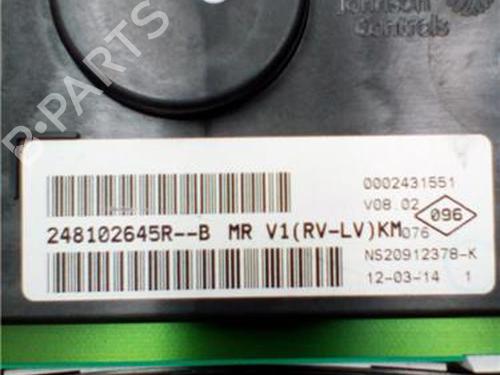 Johnson
Controls
B-PARTS
0002431551
V08.02
096
248102645R--B MR V1(RV-LV)KM
076
NS20912378-K
12-03-14 1